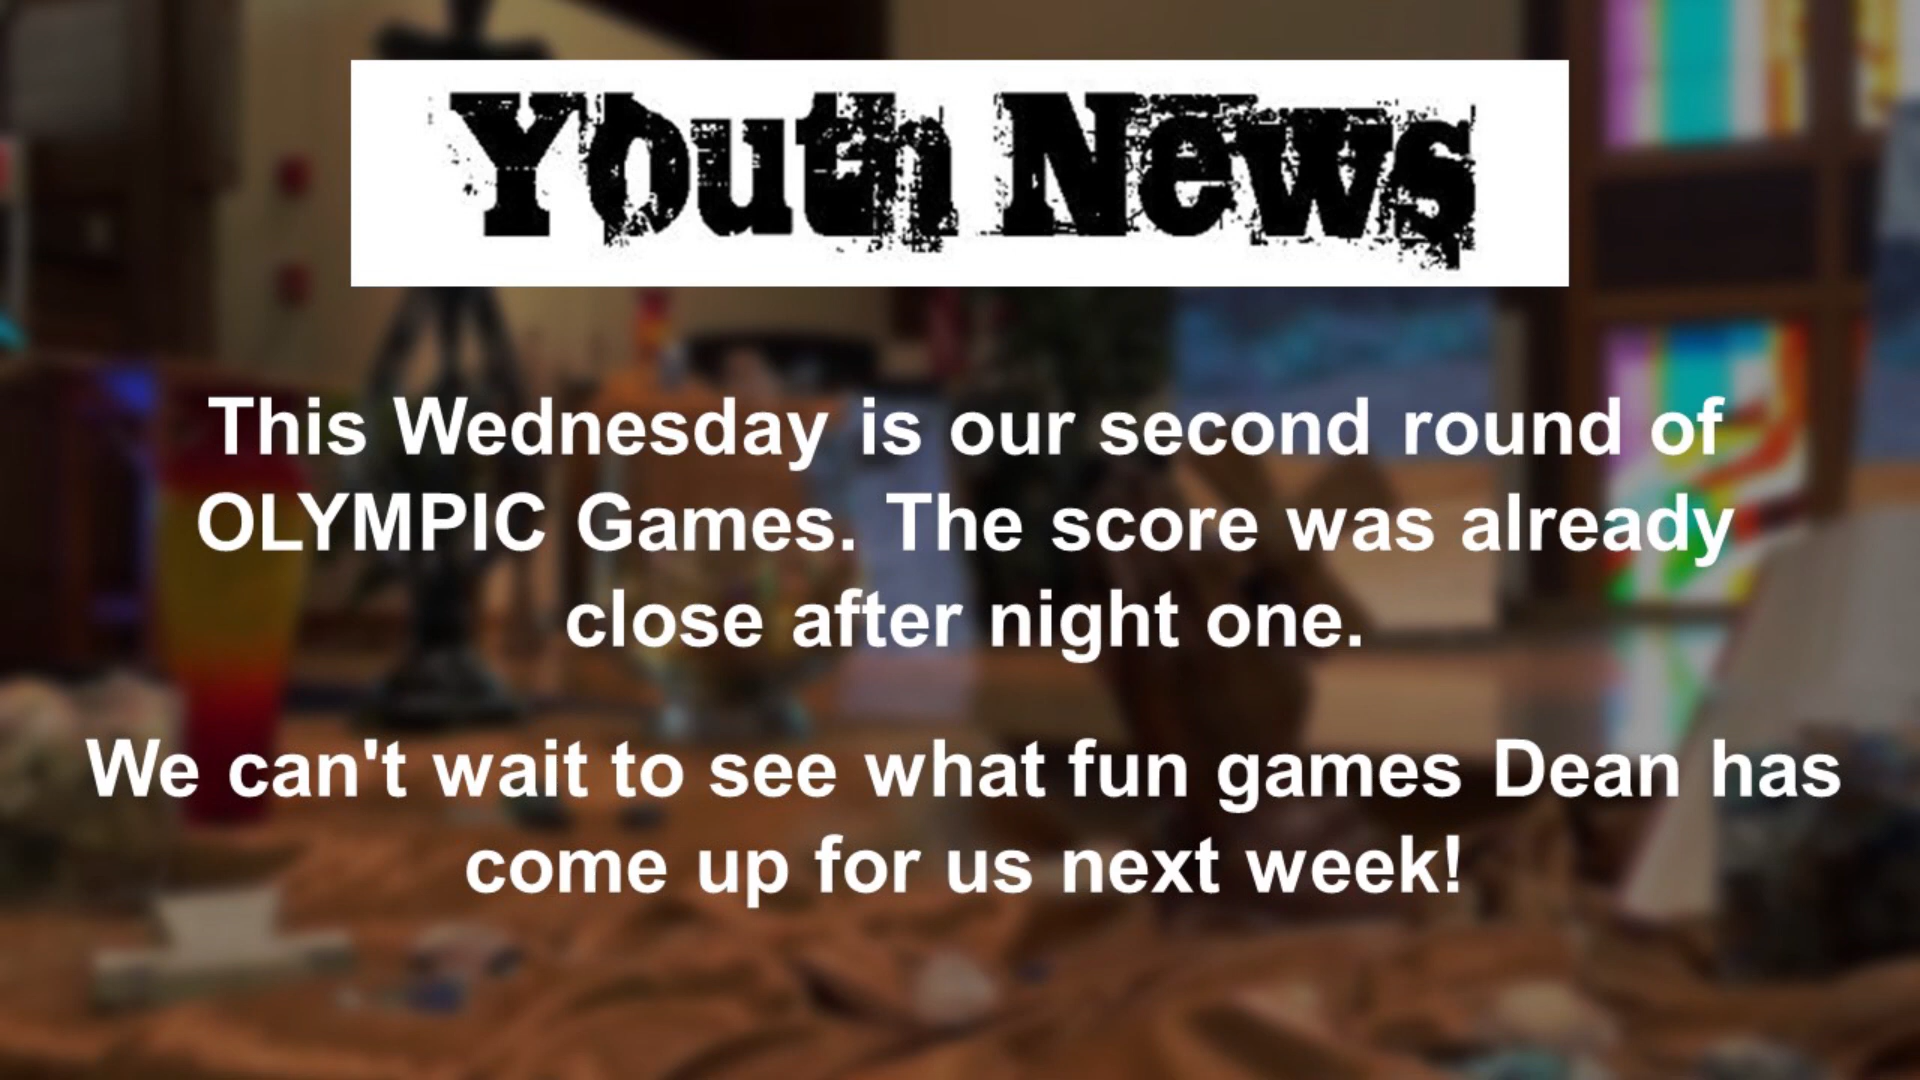 Youth News
This Wednesday is our second round of
OLYMPIC Games. The score was already
close after night one.
We can't wait to see what fun games Dean has
come up for us next week!